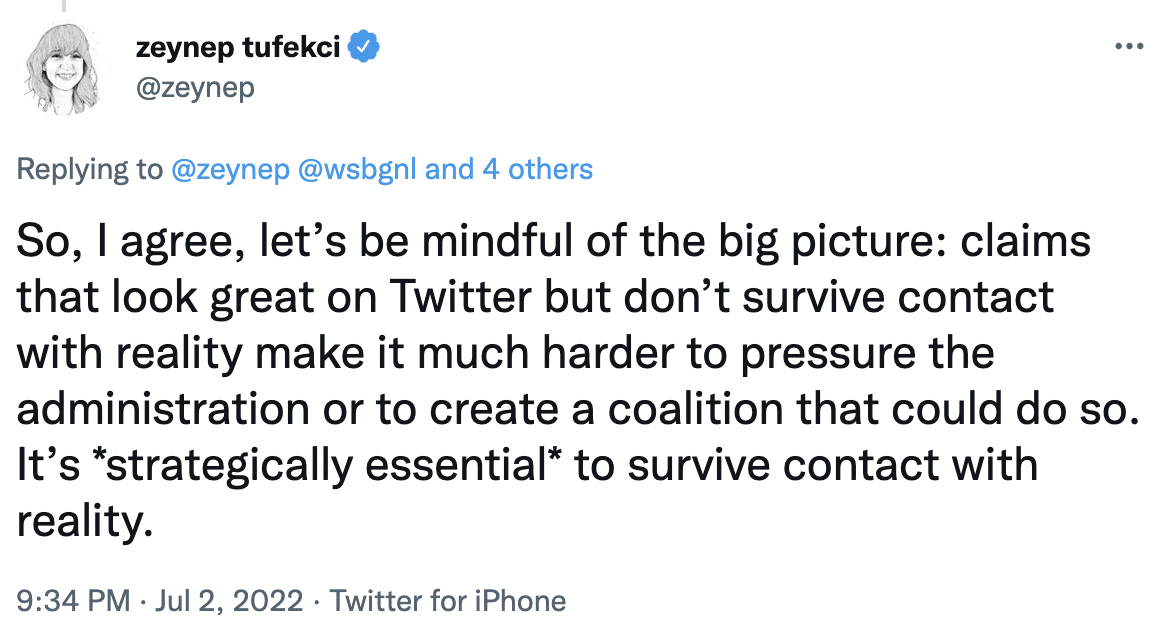 zeynep tufekci
@zeynep
Replying to @zeynep @wsbgnl and 4 others
So, I agree, let’s be mindful of the big picture: claims
that look great on Twitter but don’t survive contact
with reality make it much harder to pressure the
administration or to create a coalition that could do so.
It’s *strategically essential* to survive contact with
reality.
9:34 PM · Jul 2, 2022 · Twitter for iPhone